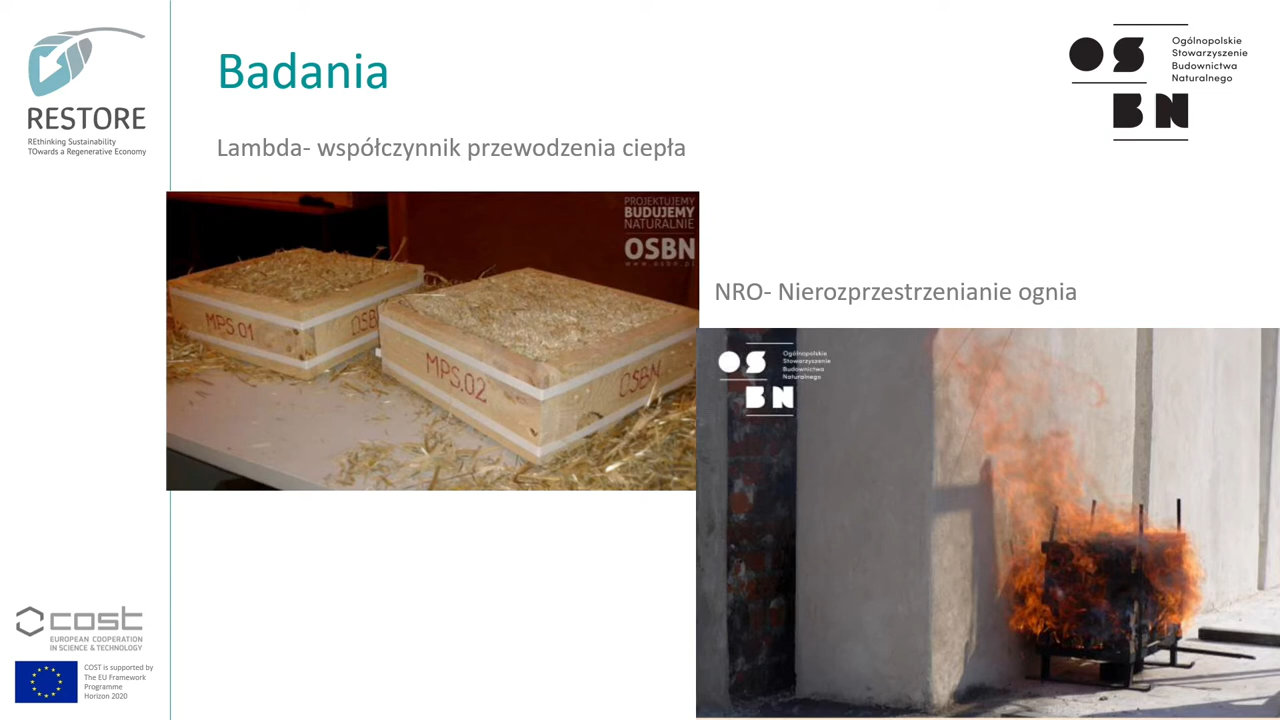 Badania
Lambda- współczynnik przewodzenia ciepła
NRO- Nierozprzestrzenianie ognia
RESTORE
REthinking Sustainability
TOwards a Regenerative Economy
OS
BN
Ogólnopolskie
Stowarzyszenie
Budownictwa
Naturalnego
PROJEKTUJEMY
BUDUJEMY
NATURALNIE
OSBN
www.osbn.pl
MPS.01
OSB
MPS.02
OSBN
OS
BN
Ogólnopolskie
Stowarzyszenie
Budownictwa
Naturalnego
cost
EUROPEAN COOPERATION
IN SCIENCE & TECHNOLOGY
COST is supported by
The EU Framework
Programme
Horizon 2020